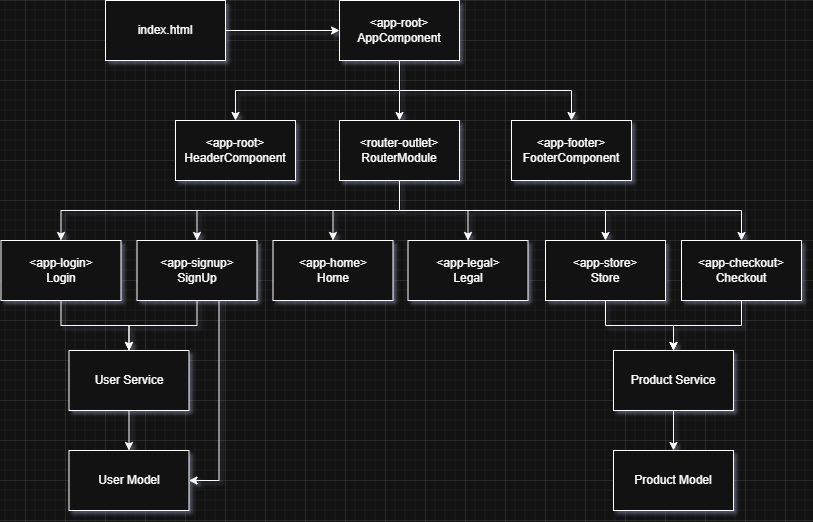 index.html
<app-root>
AppComponent
<app-root>
HeaderComponent
<router-outlet>
RouterModule
<app-footer>
FooterComponent
<app-login>
Login
<app-signup>
SignUp
<app-home>
Home
<app-legal>
Legal
<app-store>
Store
<app-checkout>
Checkout
User Service
Product Service
User Model
Product Model